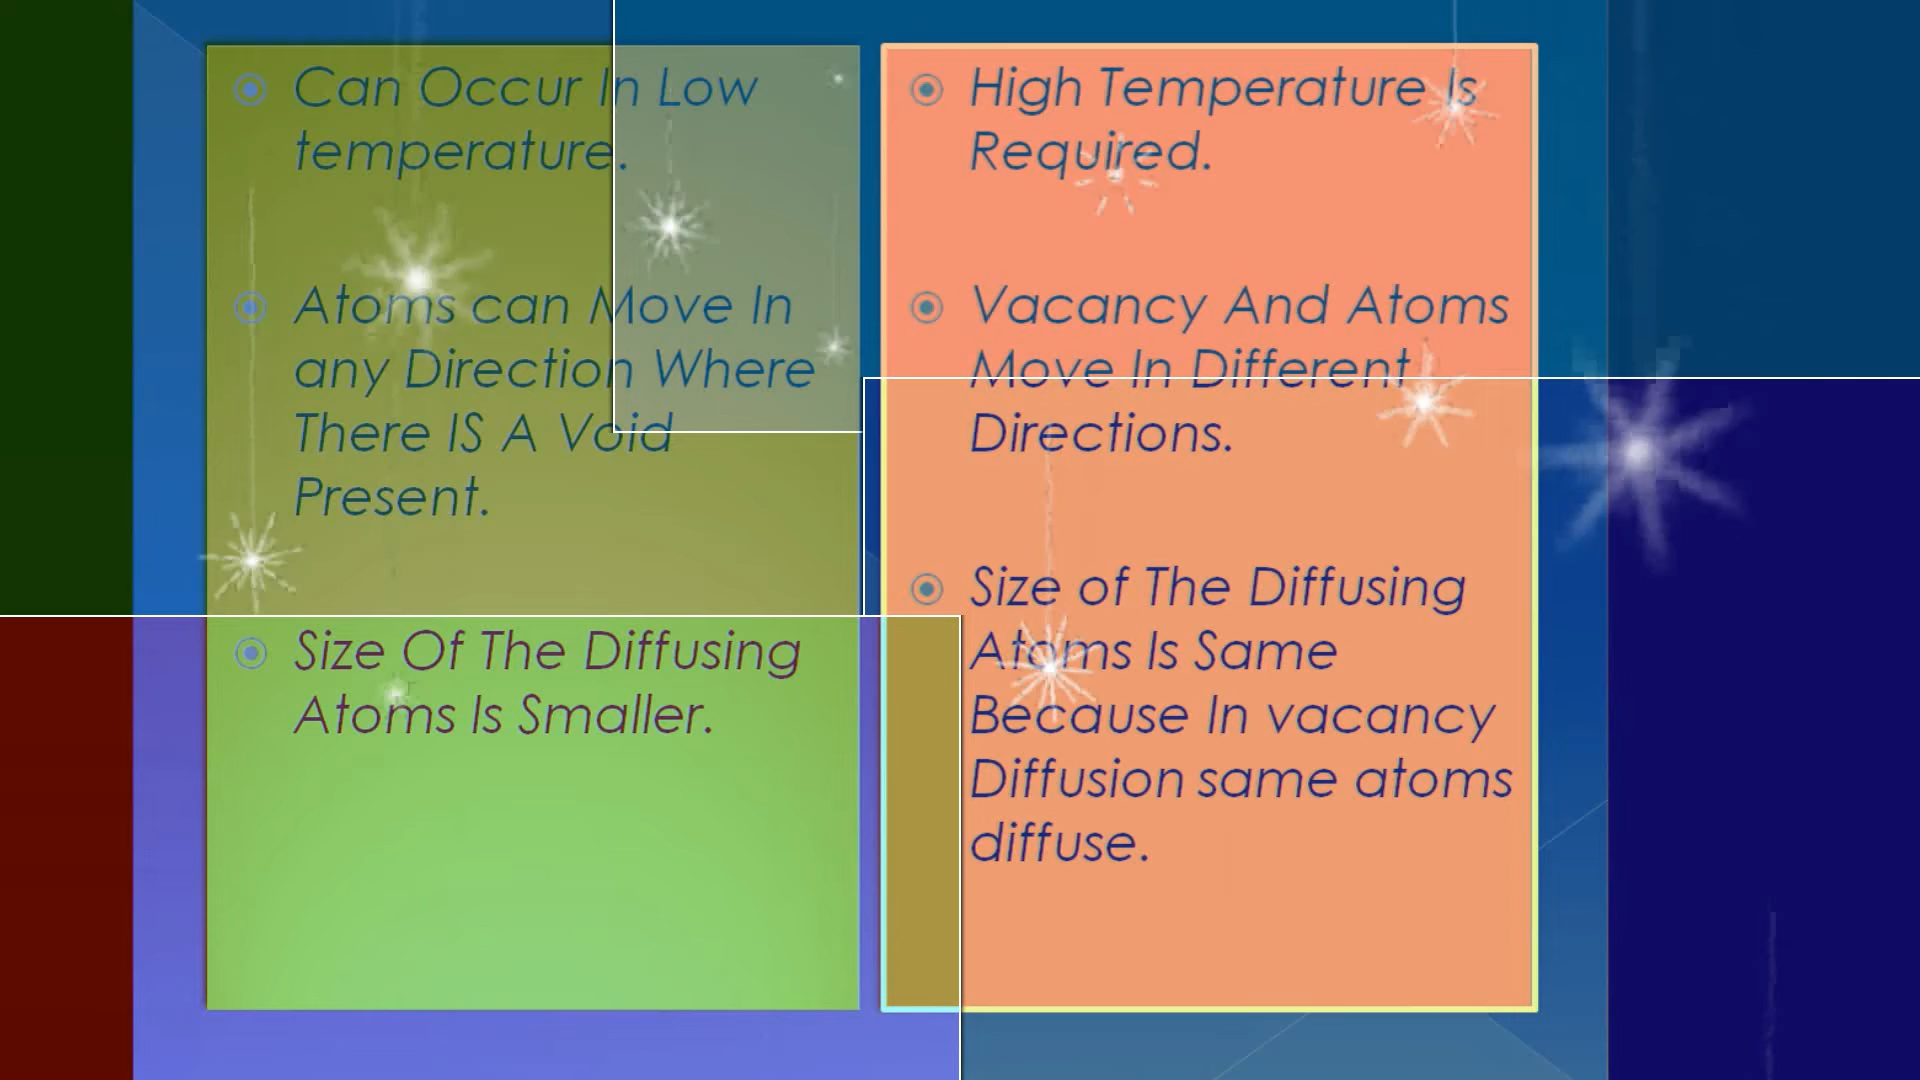 Can Occur In Low
temperature.
Atoms can Move In
any Direction Where
There IS A Void
Present.
Size Of The Diffusing
Atoms Is Smaller.
High Temperature Is
Required.
Vacancy And Atoms
Move In Different
Directions.
Size of The Diffusing
Atoms Is Same
Because In vacancy
Diffusion same atoms
diffuse.